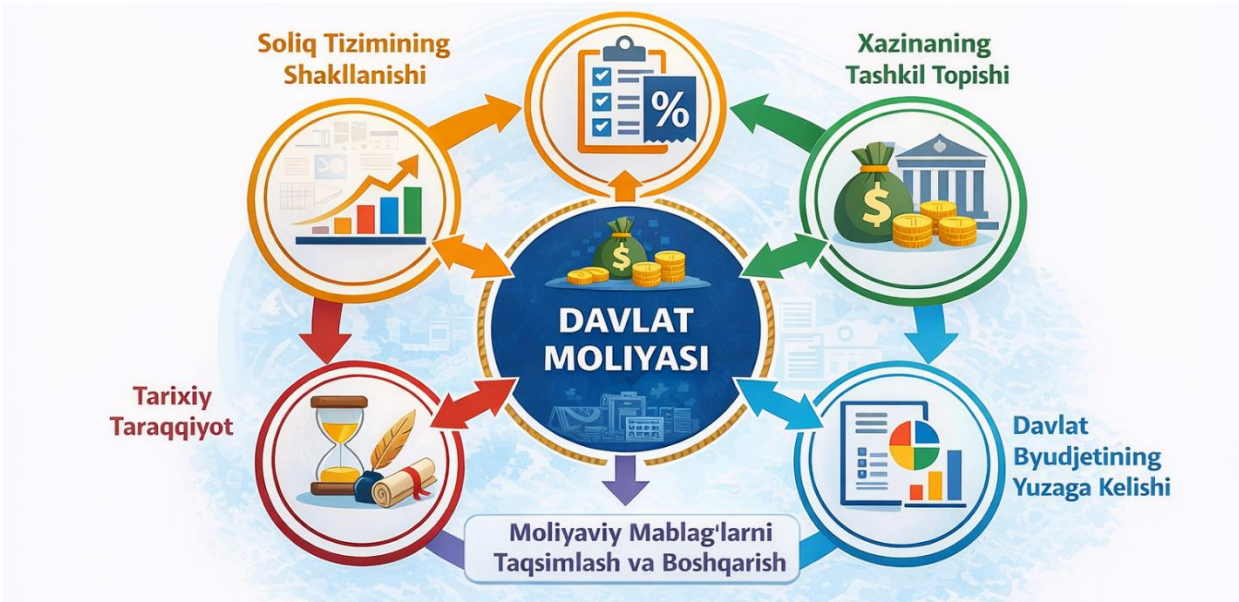 Soliq Tizimining
Shakllanishi
Xazinaning
Tashkil Topishi
%
$
$
DAVLAT
MOLIYASI
Tarixiy
Taraqqiyot
Davlat
Byudjetining
Yuzaga Kelishi
Moliyaviy Mablag'larni
Taqsimlash va Boshqarish